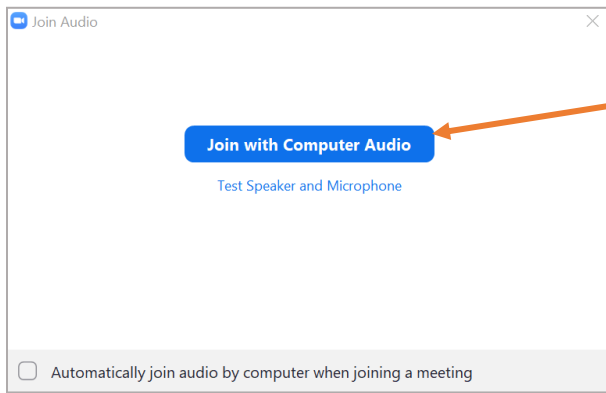 Join Audio
Join with Computer Audio
Test Speaker and Microphone
Automatically join audio by computer when joining a meeting